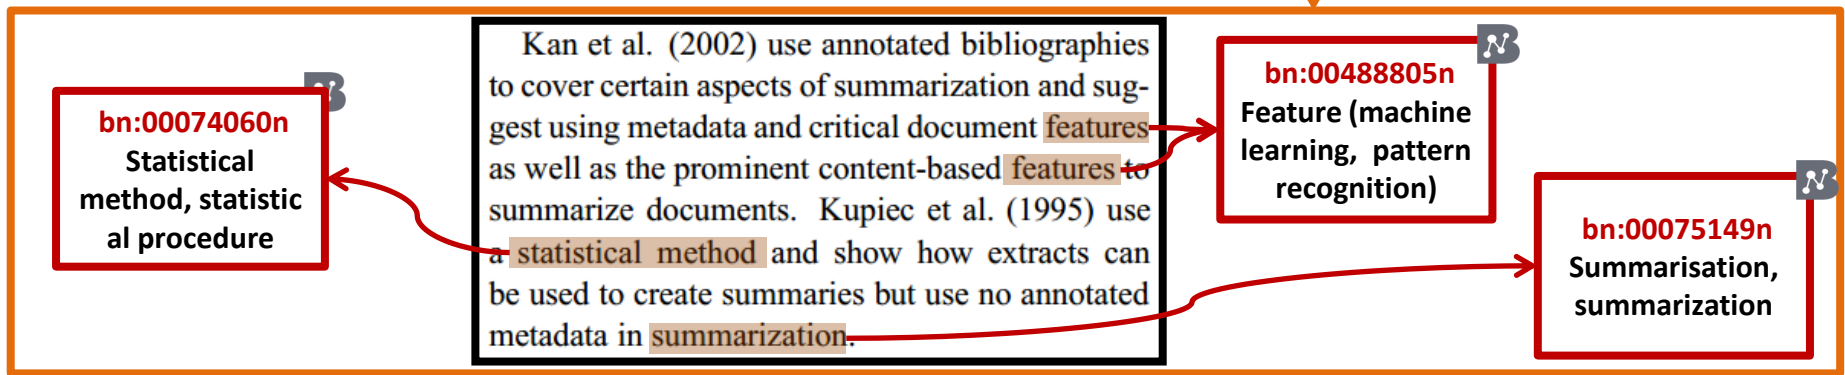 bn:00074060n
Statistical
method, statistic
al procedure
Kan et al. (2002) use annotated bibliographies
to cover certain aspects of summarization and sug-
gest using metadata and critical document features
as well as the prominent content-based features to
summarize documents. Kupiec et al. (1995) use
a statistical method and show how extracts can
be used to create summaries but use no annotated
metadata in summarization.
bn:00488805n
Feature (machine
learning, pattern
recognition)
bn:00075149n
Summarisation,
summarization